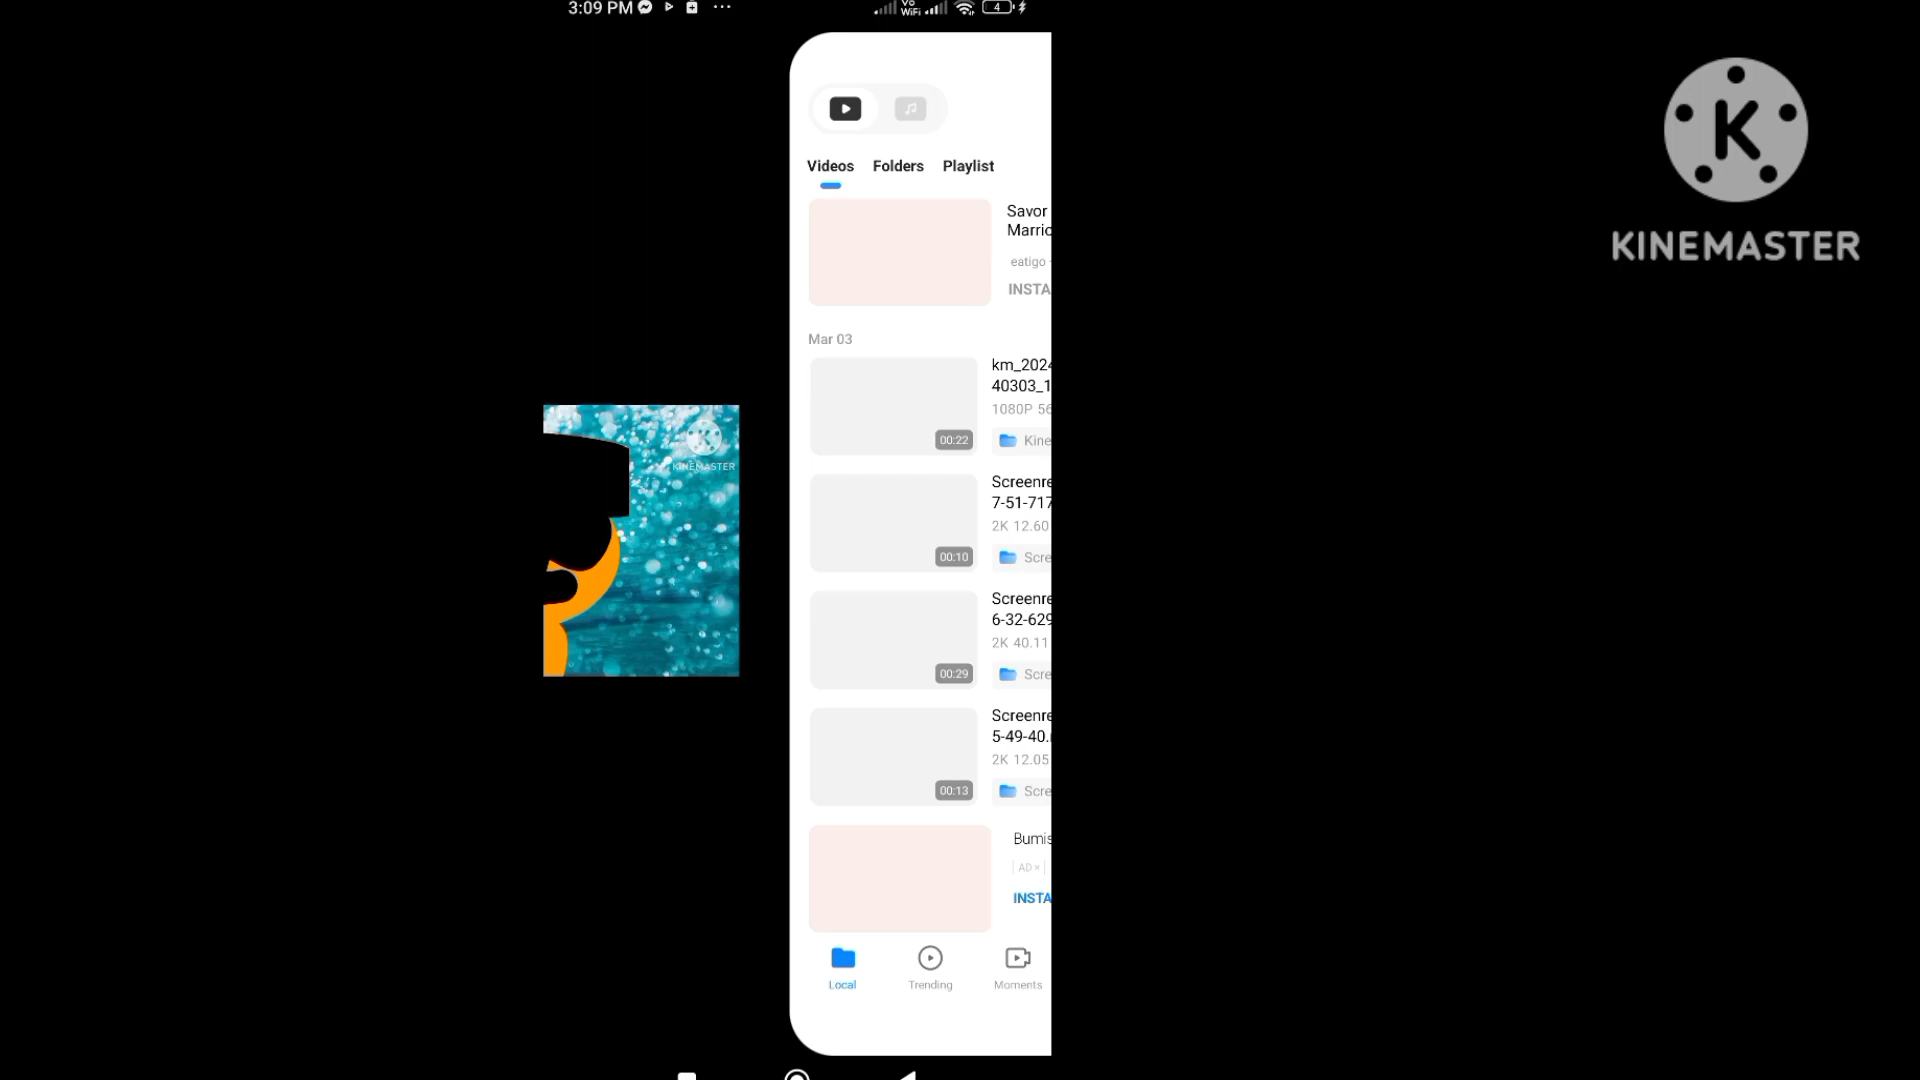 3:09 PM
Vo
WiFi
4
KINEMASTER
Videos Folders Playlist
Savor
Marrio
eatigo
INSTA
Mar 03
km_2024
40303_1
1080P 56
00:22
Kine
KINEMASTER
Screenre
7-51-717
2K 12.60
00:10
Scre
Screenre
6-32-629
2K 40.11
00:29
Scre
Screenre
5-49-40.
2K 12.05
00:13
Scre
Bumis
AD ×
INSTA
Local Trending Moments